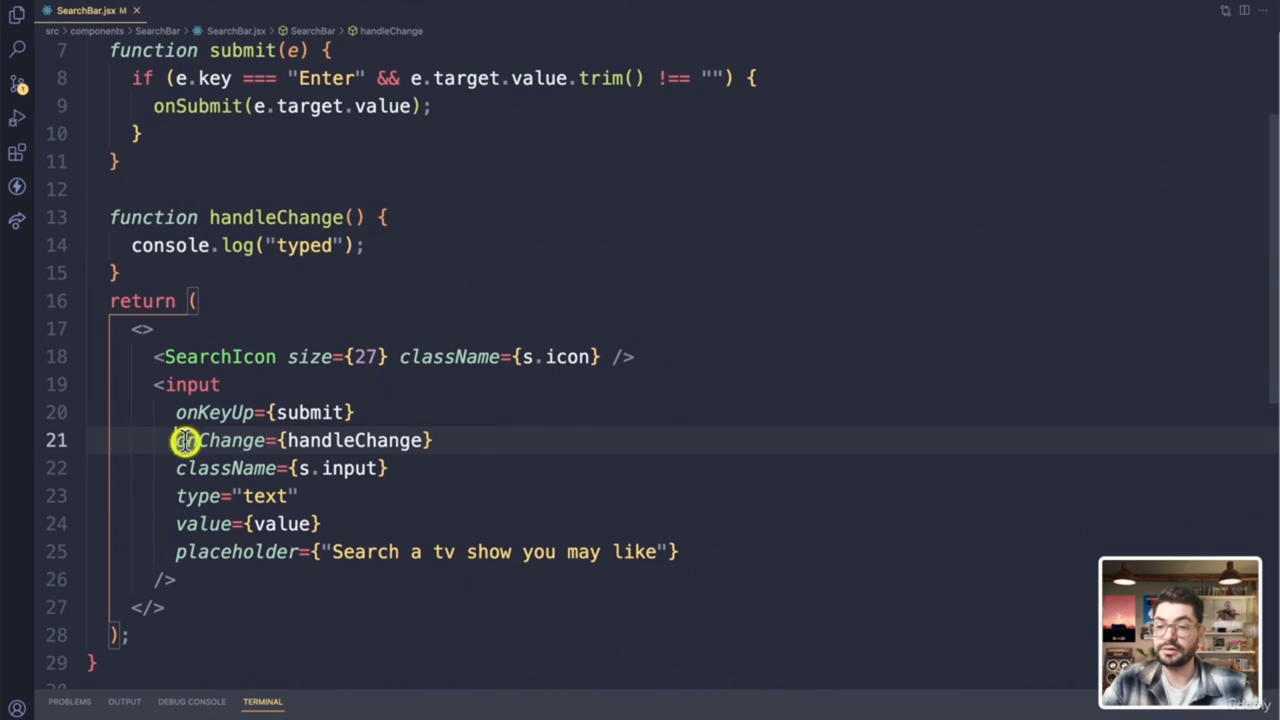 SearchBar.jsx M ×
src > components > SearchBar > SearchBar.jsx > SearchBar > handleChange
7 function submit(e) {
8 if (e.key === "Enter" && e.target.value.trim() !== "") {
9 onSubmit(e.target.value);
10 }
11 }
12
13 function handleChange() {
14 console.log("typed");
15 }
16 return (
17 <>
18 <SearchIcon size={27} className={s.icon} />
19 <input
20 onKeyUp={submit}
21 onChange={handleChange}
22 className={s.input}
23 type="text"
24 value={value}
25 placeholder={"Search a tv show you may like"}
26 />
27 </>
28 );
29 }
PROBLEMS OUTPUT DEBUG CONSOLE TERMINAL
udemy